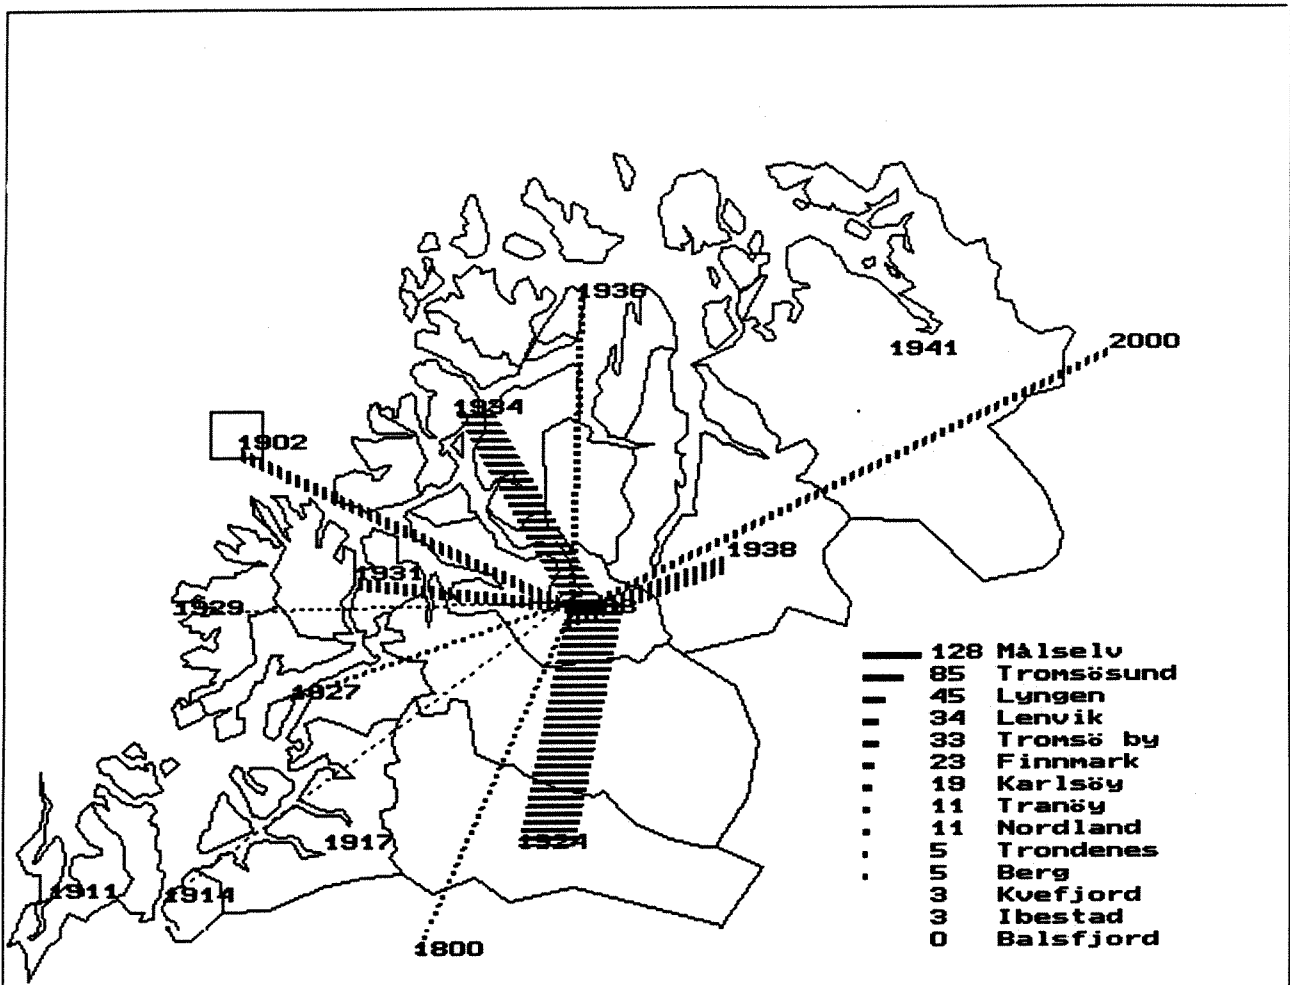 1936
1941
2000
1934
1902
1938
1931
1929
1927
1917
1924
1911
1914
1800
128 Målselv
85 Tromsösund
45 Lyngen
34 Lenvik
33 Tromsö by
23 Finnmark
19 Karlsöy
11 Tranöy
11 Nordland
5 Trondenes
5 Berg
3 Kvefjord
3 Ibestad
0 Balsfjord